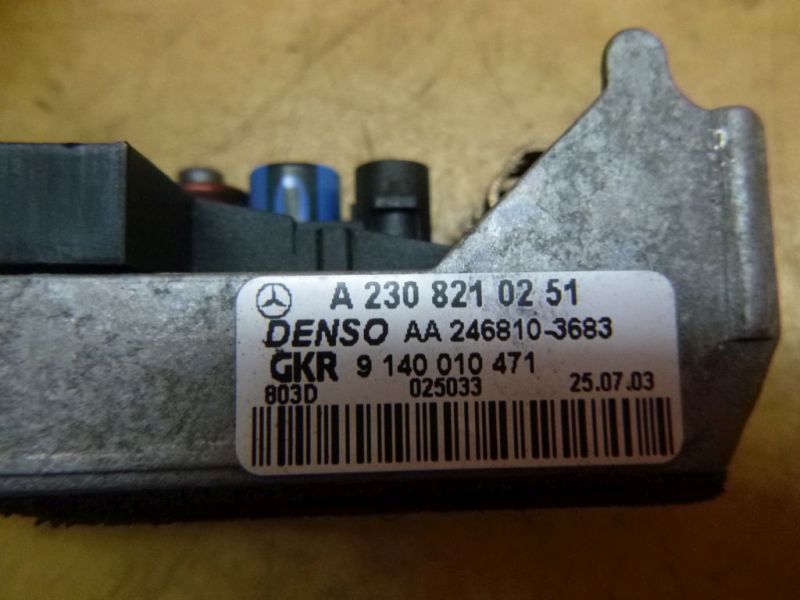 A 230 821 02 51
DENSO AA 246810-3683
GKR 9 140 010 471
803D 025033 25.07.03